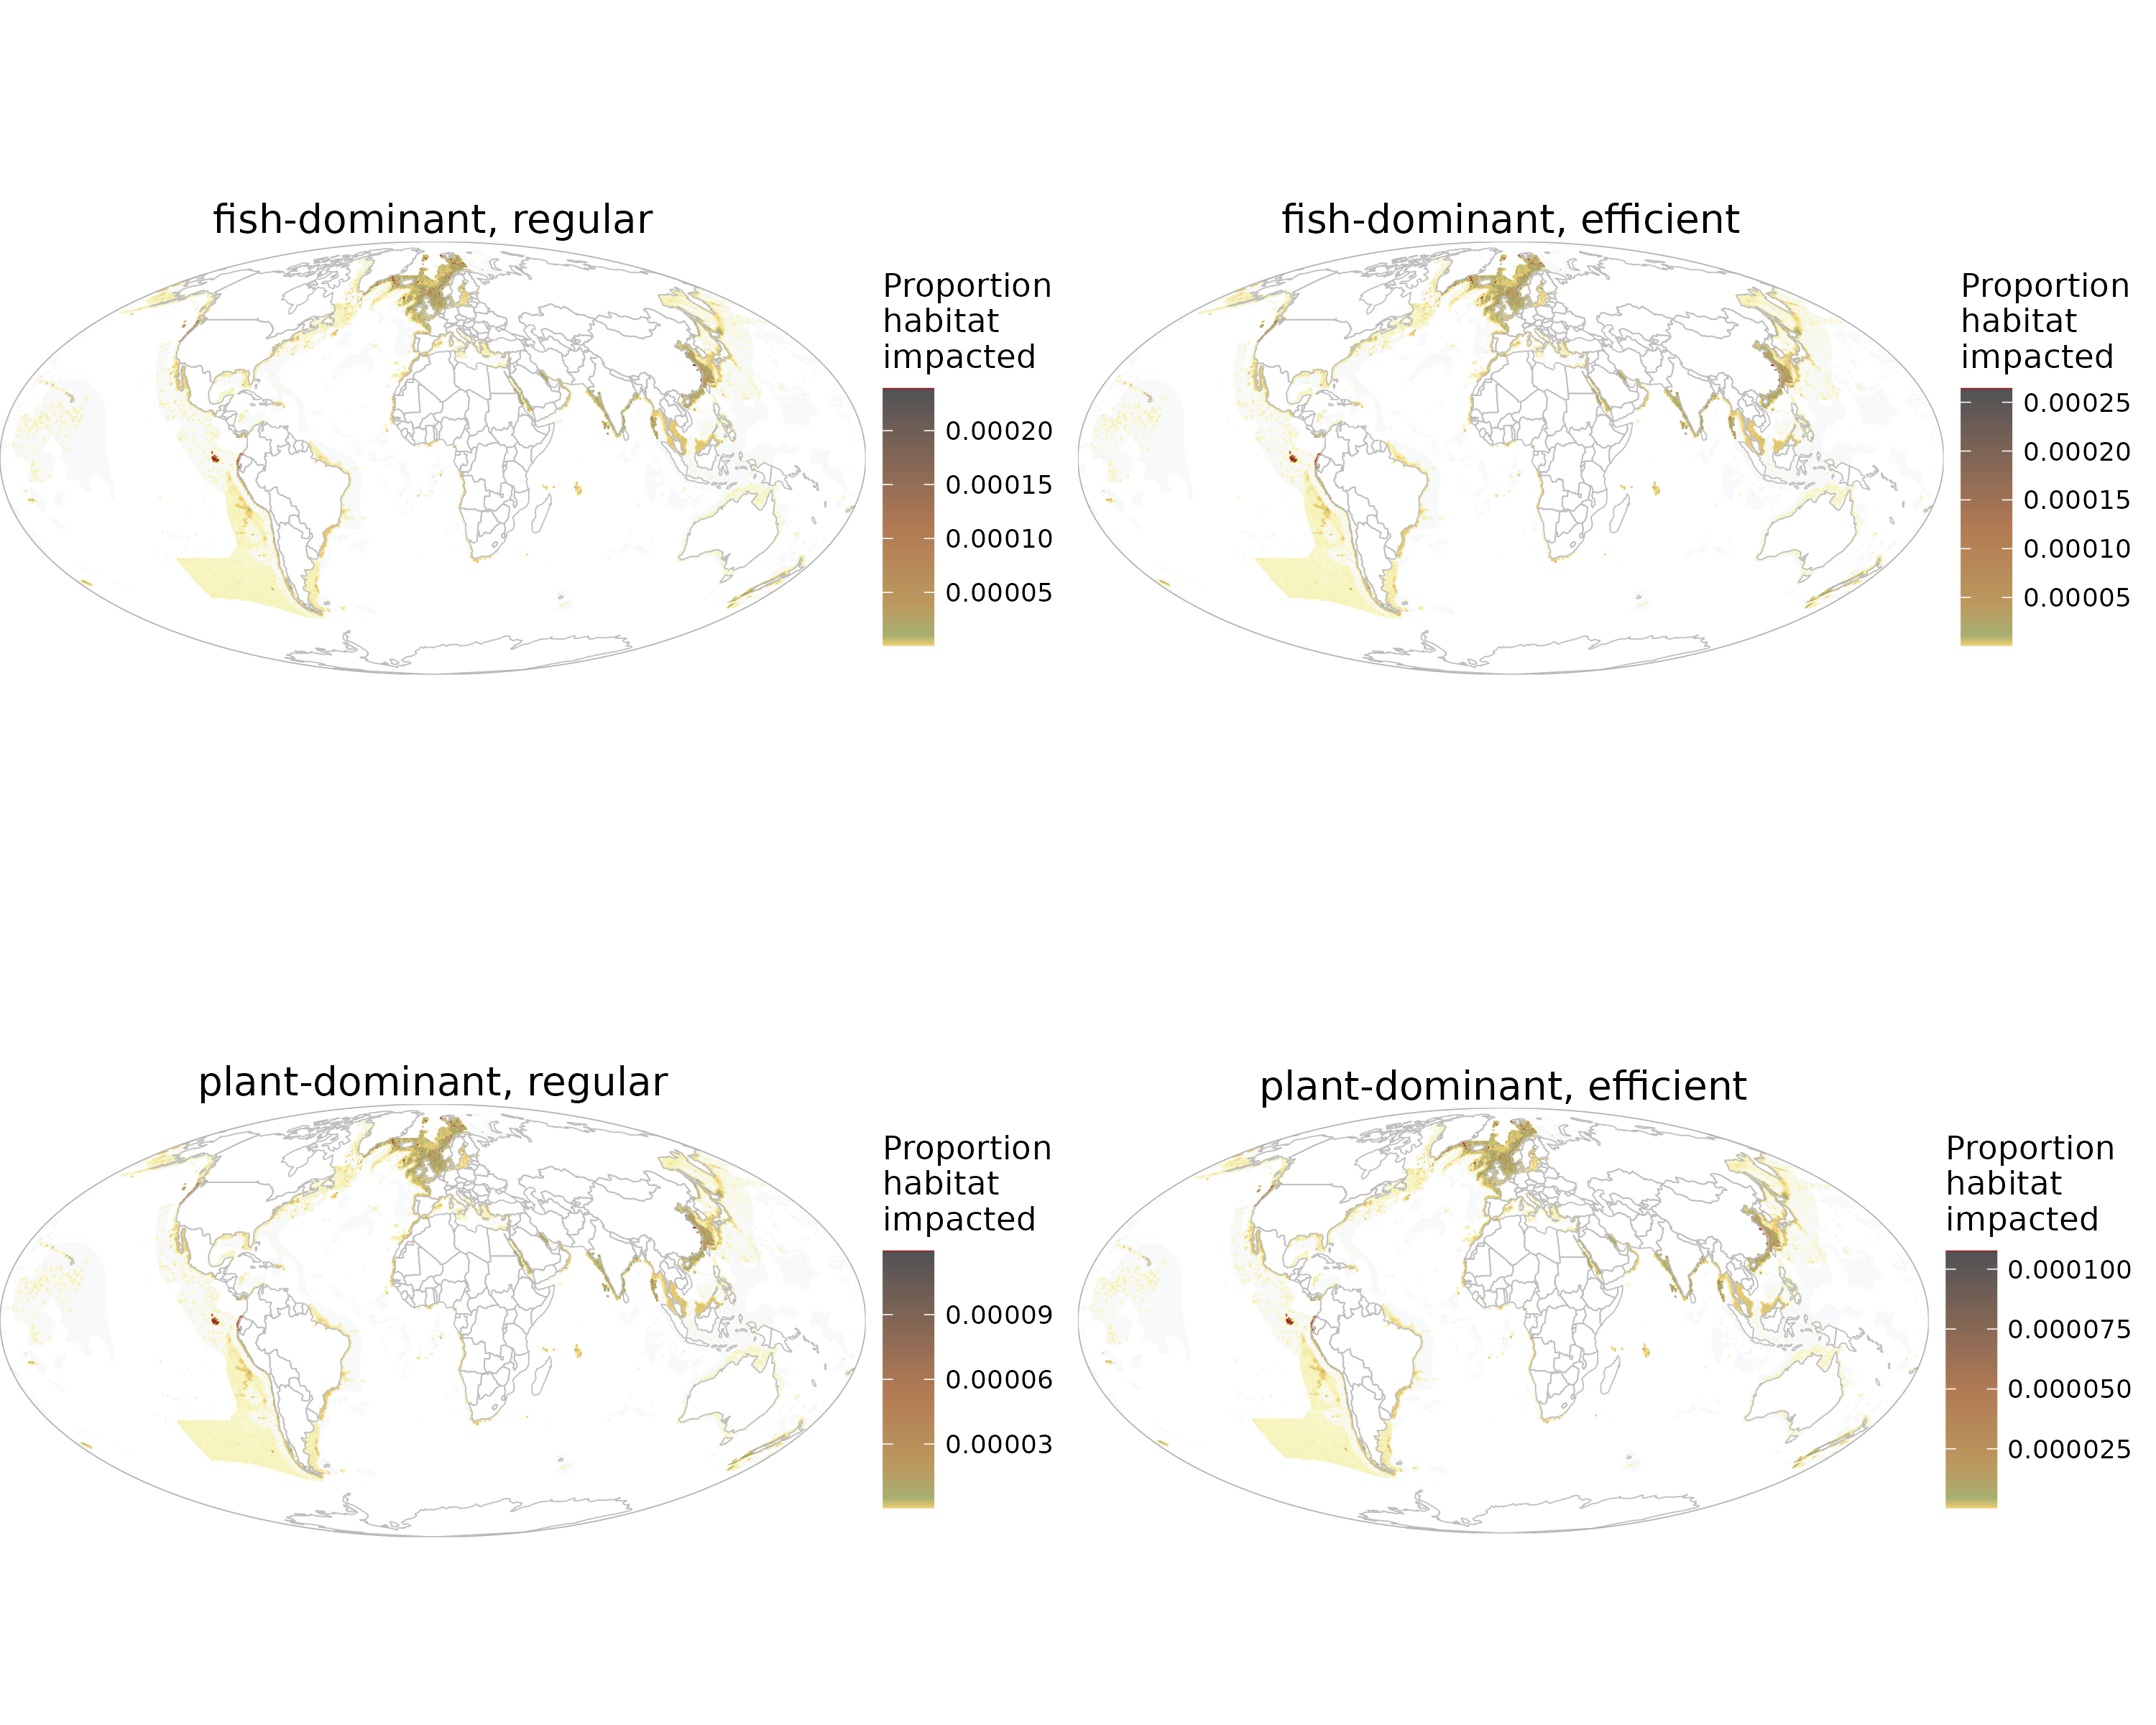 fish-dominant, regular
Proportion
habitat
impacted
0.00020
0.00015
0.00010
0.00005
fish-dominant, efficient
Proportion
habitat
impacted
0.00025
0.00020
0.00015
0.00010
0.00005
plant-dominant, regular
Proportion
habitat
impacted
0.00009
0.00006
0.00003
plant-dominant, efficient
Proportion
habitat
impacted
0.000100
0.000075
0.000050
0.000025